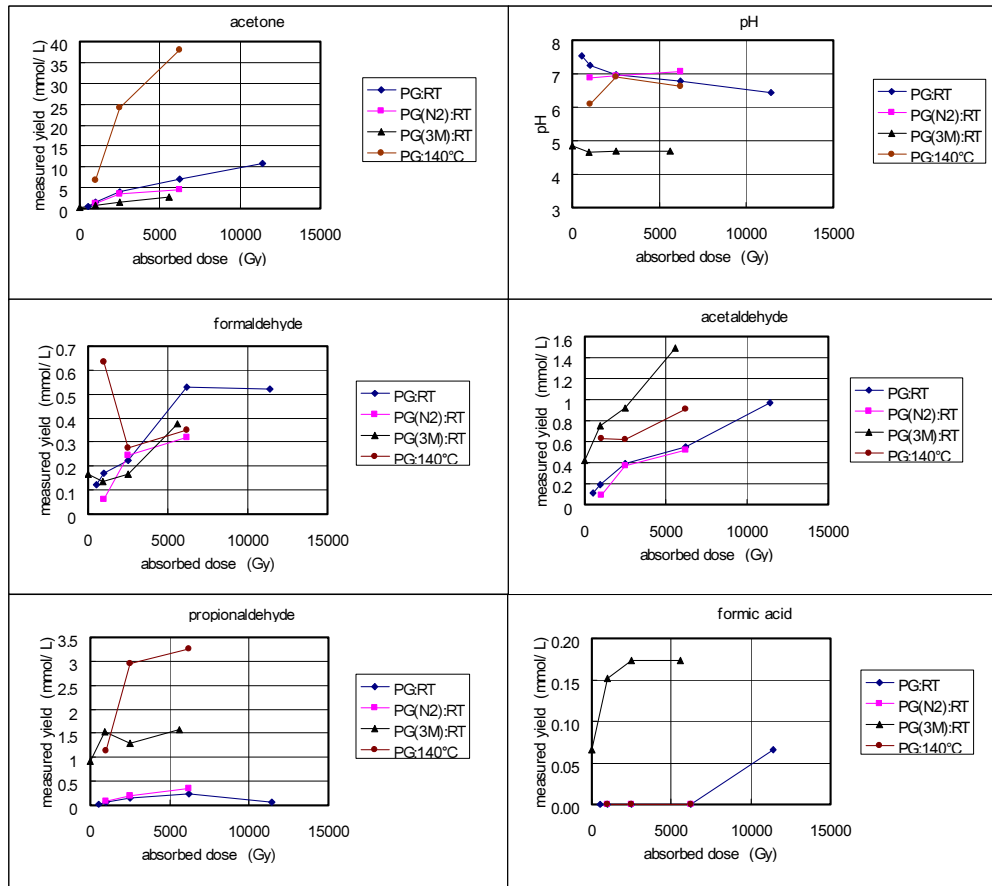 acetone
measured yield (mmol/ L)
40
35
30
25
20
15
10
5
0
0 5000 10000 15000
absorbed dose (Gy)
PG:RT
PG(N2):RT
PG(3M):RT
PG:140°C
pH
pH
8
7
6
5
4
3
0 5000 10000 15000
absorbed dose (Gy)
PG:RT
PG(N2):RT
PG(3M):RT
PG:140°C
formaldehyde
measured yield (mmol/ L)
0.7
0.6
0.5
0.4
0.3
0.2
0.1
0
0 5000 10000 15000
absorbed dose (Gy)
PG:RT
PG(N2):RT
PG(3M):RT
PG:140°C
acetaldehyde
measured yield (mmol/ L)
1.6
1.4
1.2
1
0.8
0.6
0.4
0.2
0
0 5000 10000 15000
absorbed dose (Gy)
PG:RT
PG(N2):RT
PG(3M):RT
PG:140°C
propionaldehyde
measured yield (mmol/ L)
3.5
3
2.5
2
1.5
1
0.5
0
0 5000 10000 15000
absorbed dose (Gy)
PG:RT
PG(N2):RT
PG(3M):RT
PG:140°C
formic acid
measured yield (mmol/ L)
0.20
0.15
0.10
0.05
0.00
0 5000 10000 15000
absorbed dose (Gy)
PG:RT
PG(N2):RT
PG(3M):RT
PG:140°C